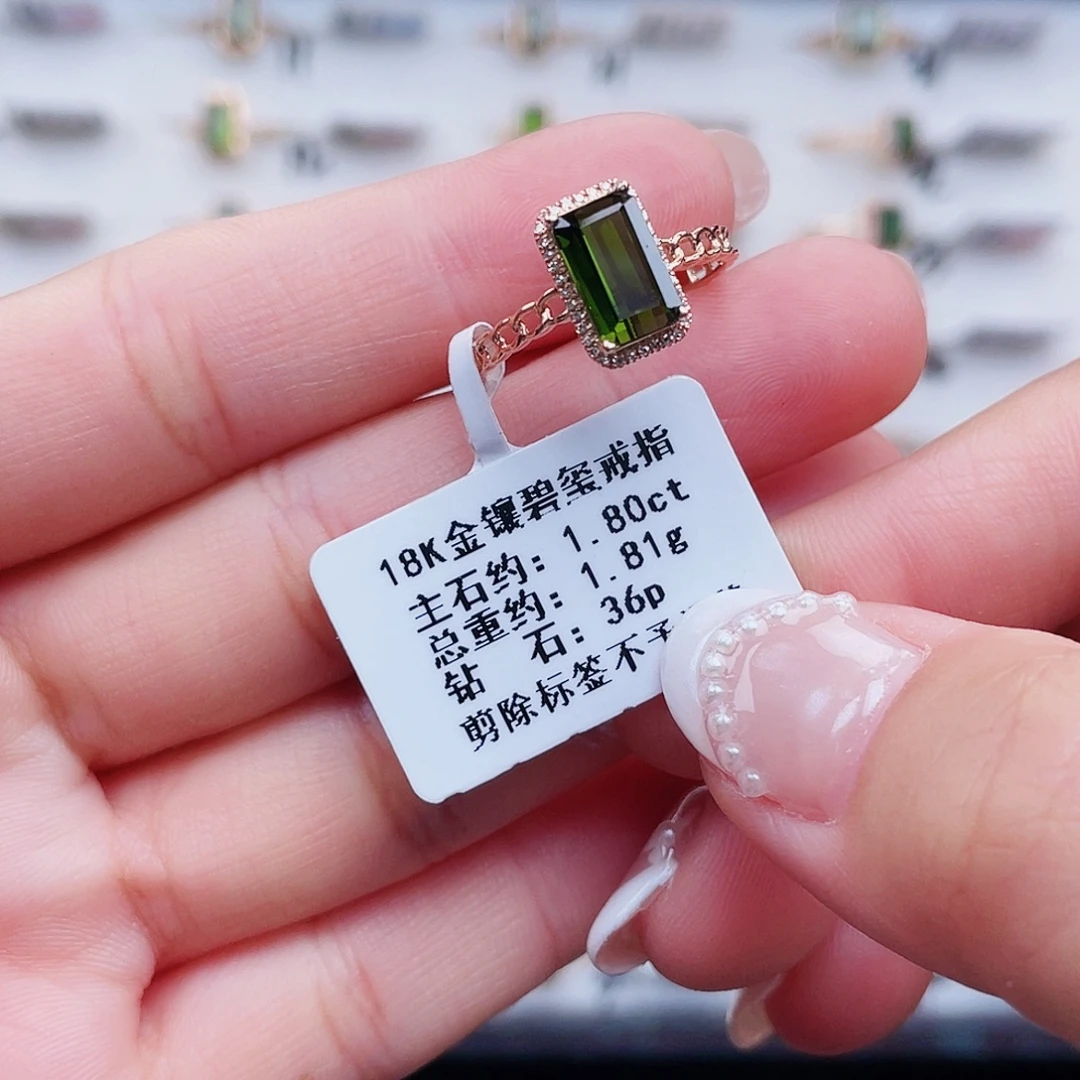 18K金镶碧玺戒指
主石约: 1.80ct
总重约: 1.81g
钻 石: 36p
剪除标签不予